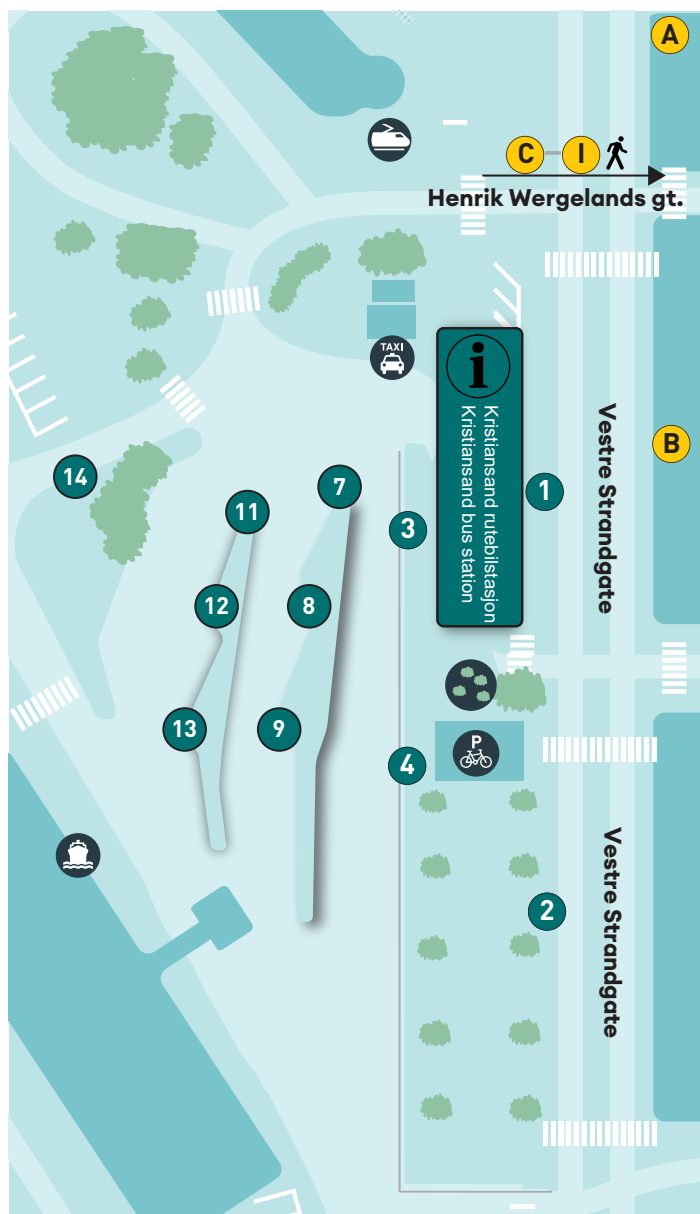 A
C
I
Henrik Wergelands gt.
TAXI
i
Kristiansand rutebilstasjon
Kristiansand bus station
Vestre Strandgate
B
14
7
1
11
3
12
8
13
9
P
4
2
Vestre Strandgate